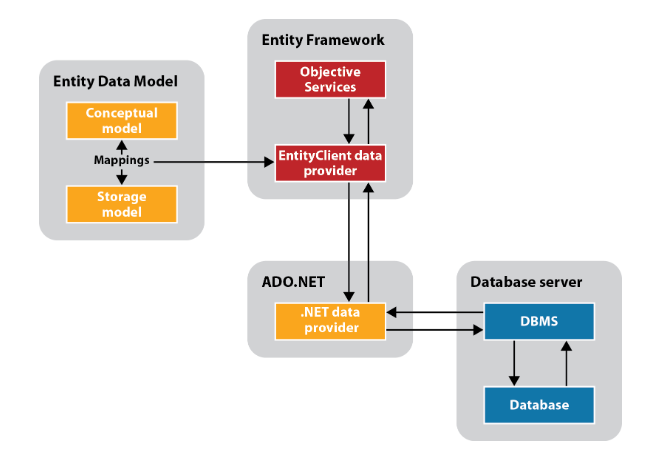 Entity Framework
Objective
Services
EntityClient data
provider
Entity Data Model
Conceptual
model
Mappings
Storage
model
ADO.NET
.NET data
provider
Database server
DBMS
Database